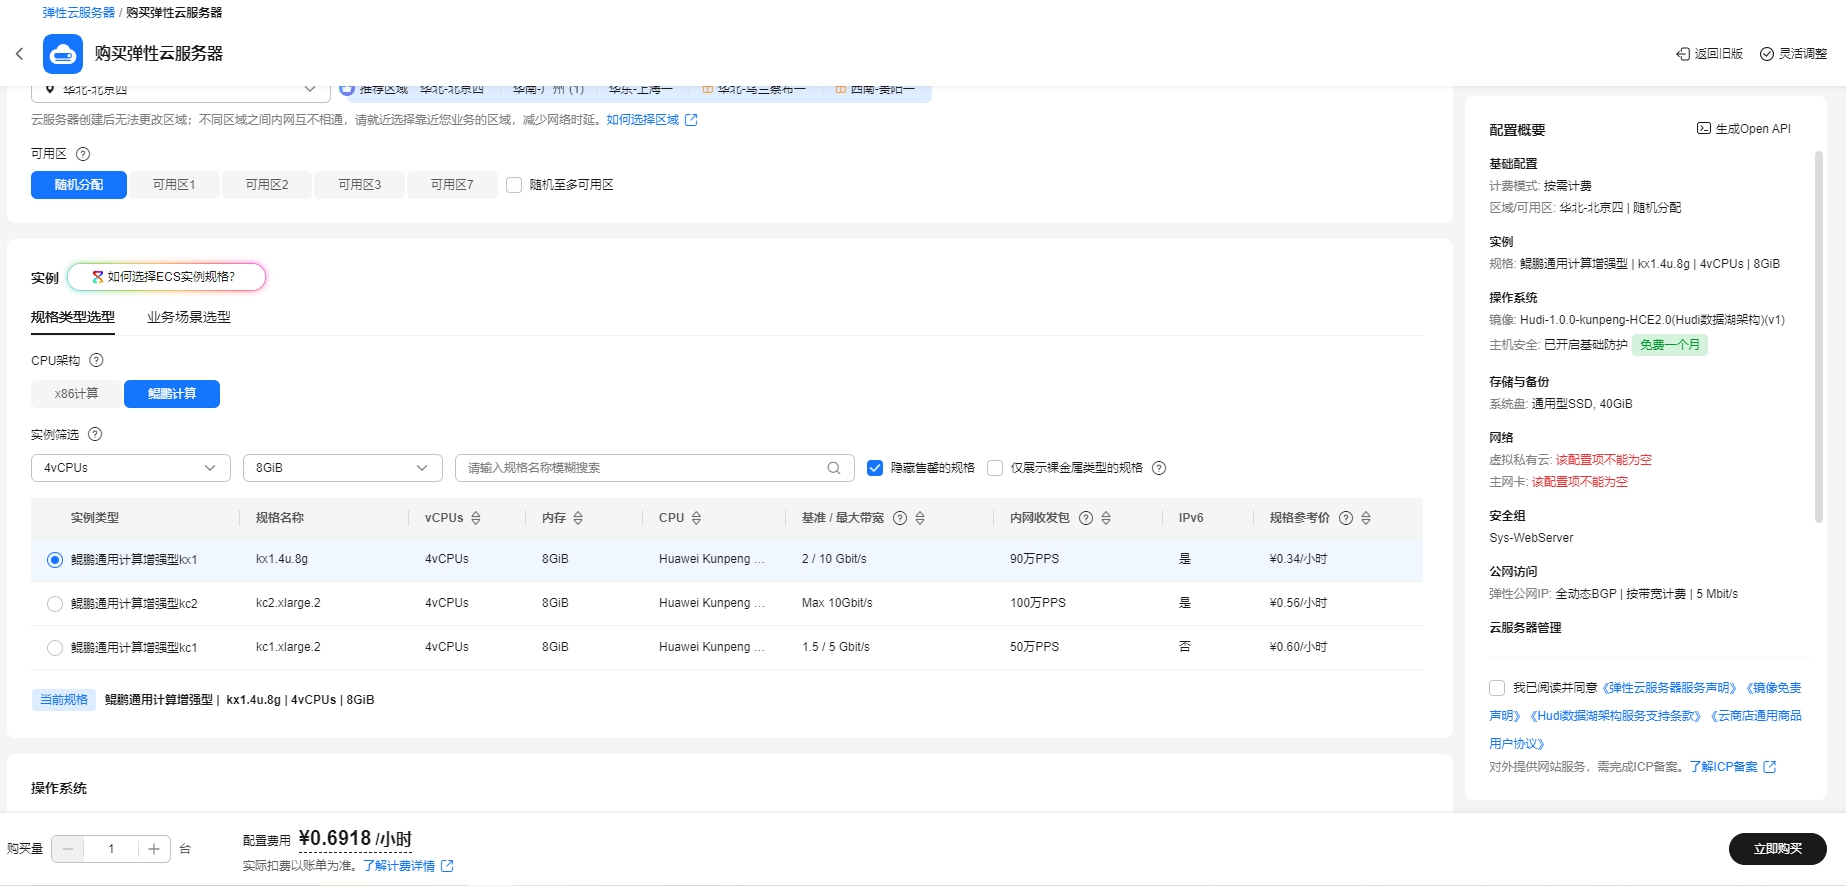 弹性云服务器 / 购买弹性云服务器
购买弹性云服务器
返回旧版 灵活调整
华北-北京四 推荐区域 华北-北京四 华南-广州 (1) 华东-上海一 华北-乌兰察布一 西南-贵阳一
云服务器创建后无法更改区域；不同区域之间内网互不相通，请就近选择靠近您业务的区域，减少网络时延。如何选择区域
可用区
随机分配 可用区1 可用区2 可用区3 可用区7 随机至多可用区
实例 如何选择ECS实例规格?
规格类型选型 业务场景选型
CPU架构
x86计算 鲲鹏计算
实例筛选
4vCPUs 8GiB 请输入规格名称模糊搜索 隐藏售罄的规格 仅展示裸金属类型的规格
实例类型 规格名称 vCPUs 内存 CPU 基准 / 最大带宽 内网收发包 IPv6 规格参考价
鲲鹏通用计算增强型kx1 kx1.4u.8g 4vCPUs 8GiB Huawei Kunpeng ... 2 / 10 Gbit/s 90万PPS 是 ¥0.34/小时
鲲鹏通用计算增强型kc2 kc2.xlarge.2 4vCPUs 8GiB Huawei Kunpeng ... Max 10Gbit/s 100万PPS 是 ¥0.56/小时
鲲鹏通用计算增强型kc1 kc1.xlarge.2 4vCPUs 8GiB Huawei Kunpeng ... 1.5 / 5 Gbit/s 50万PPS 否 ¥0.60/小时
当前规格 鲲鹏通用计算增强型 | kx1.4u.8g | 4vCPUs | 8GiB
操作系统
配置概要 生成Open API
基础配置
计费模式: 按需计费
区域/可用区: 华北-北京四 | 随机分配
实例
规格: 鲲鹏通用计算增强型 | kx1.4u.8g | 4vCPUs | 8GiB
操作系统
镜像: Hudi-1.0.0-kunpeng-HCE2.0(Hudi数据湖架构)(v1)
主机安全: 已开启基础防护 免费一个月
存储与备份
系统盘: 通用型SSD, 40GiB
网络
虚拟私有云: 该配置项不能为空
主网卡: 该配置项不能为空
安全组
Sys-WebServer
公网访问
弹性公网IP: 全动态BGP | 按带宽计费 | 5 Mbit/s
云服务器管理
我已阅读并同意《弹性云服务器服务声明》《镜像免责
声明》《Hudi数据湖架构服务支持条款》《云商店通用商品
用户协议》
对外提供网站服务，需完成ICP备案。了解ICP备案
购买量 1 台
配置费用 ¥0.6918 /小时
实际扣费以账单为准。了解计费详情
立即购买